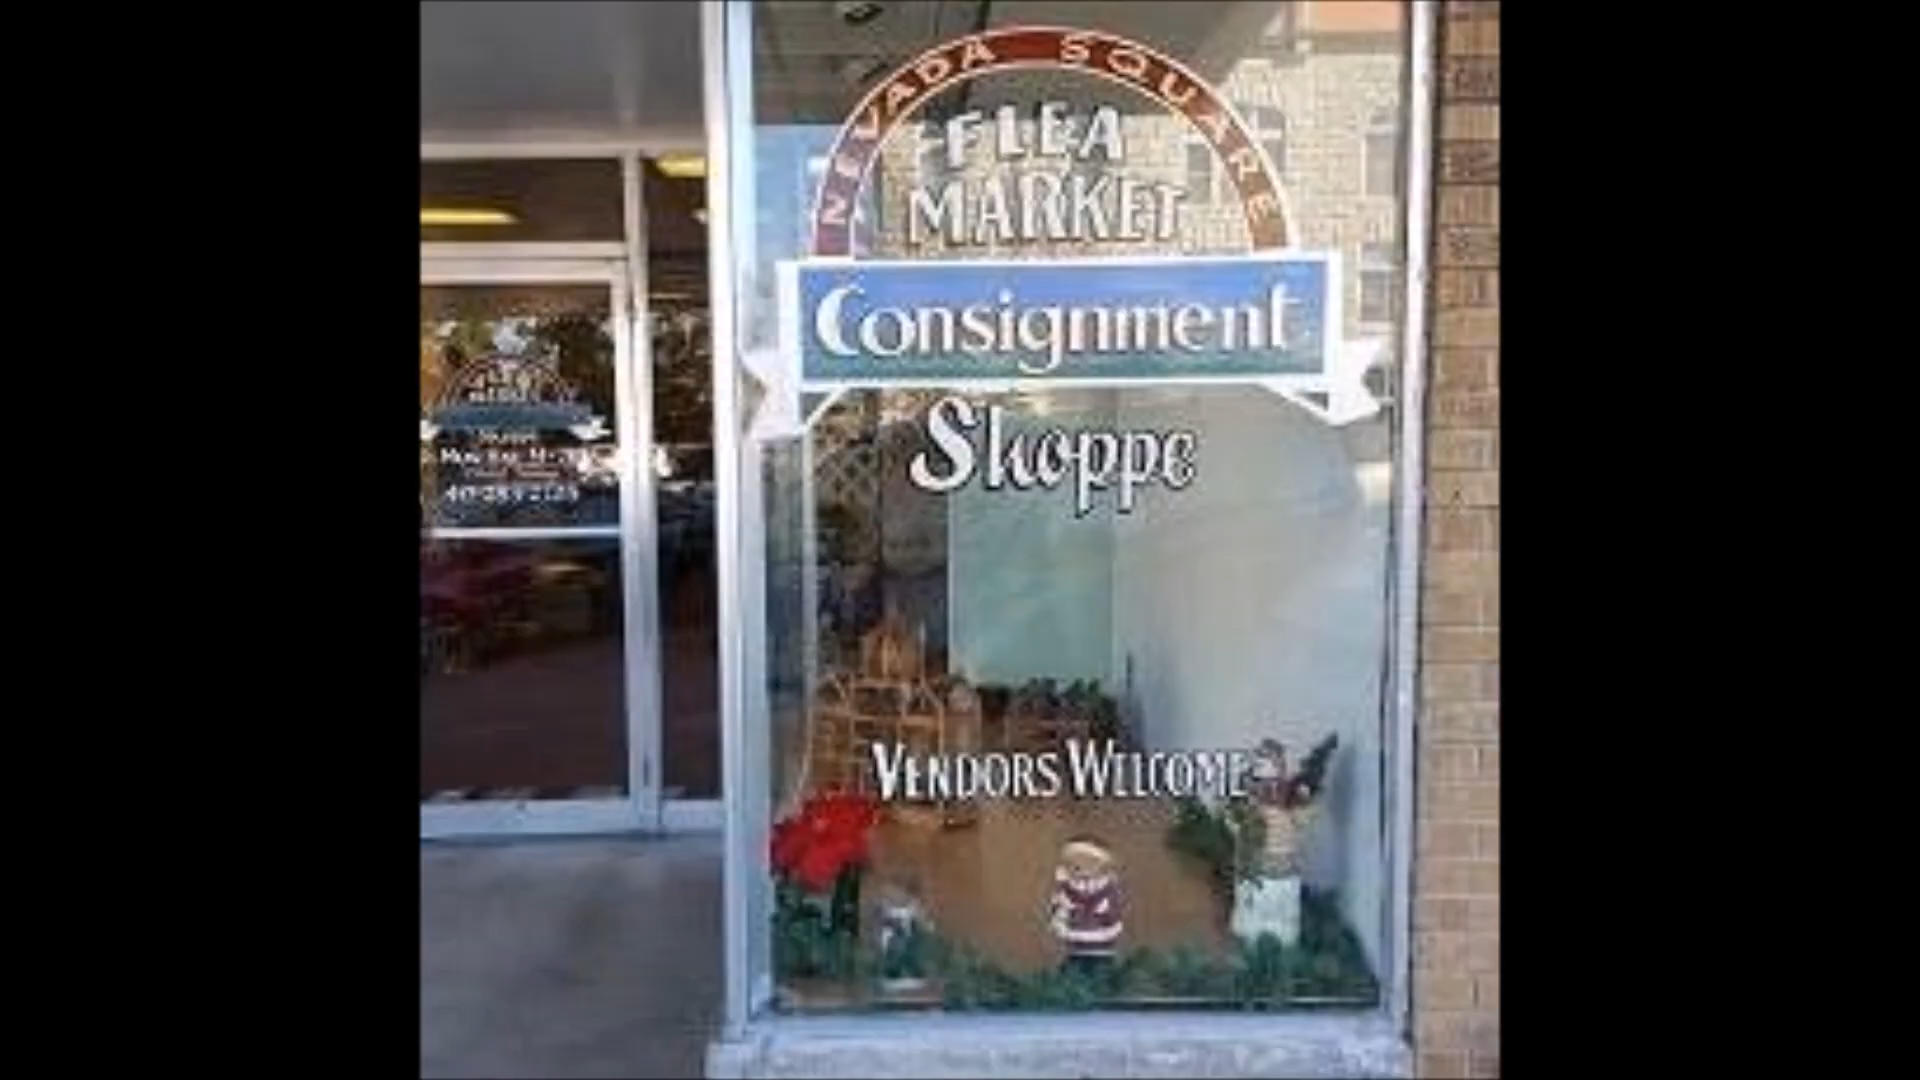 NEVADA SQUARE
FLEA
MARKET
Consignment
Shoppe
VENDORS WELCOME